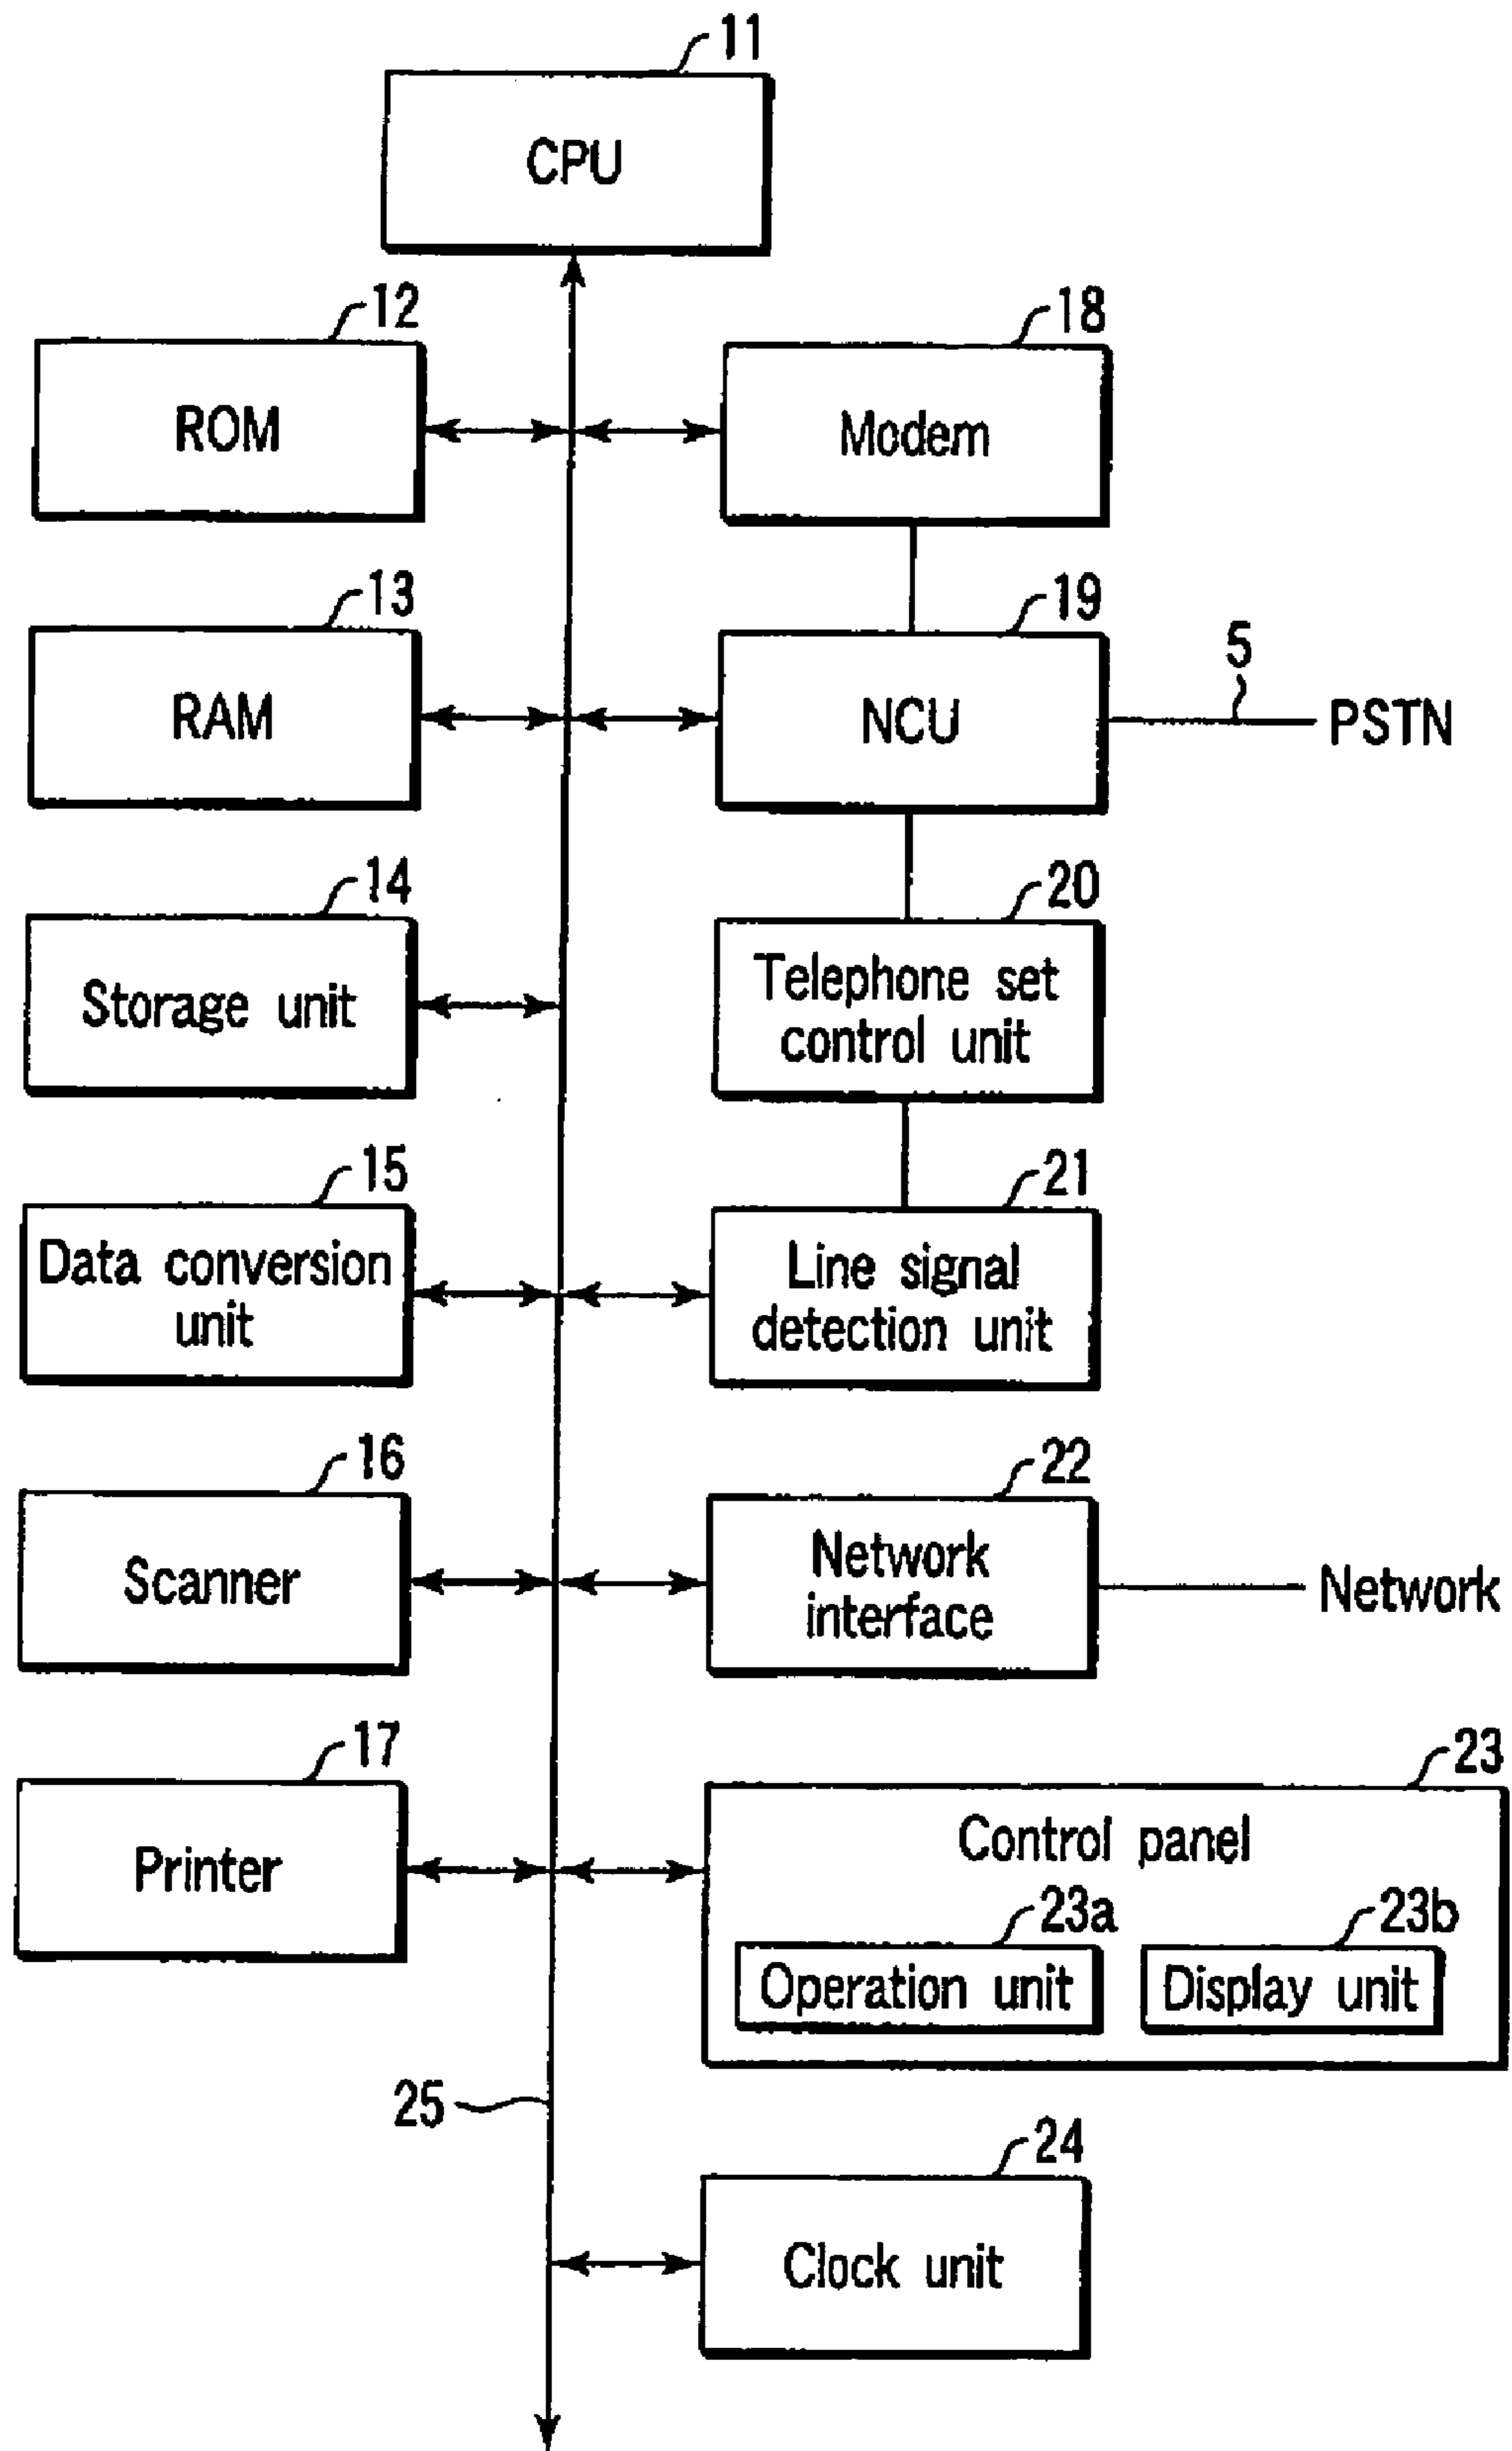 11
CPU
12
ROM
18
Modem
13
RAM
19
NCU
5
PSTN
14
Storage unit
20
Telephone set
control unit
15
Data conversion
unit
21
Line signal
detection unit
16
Scanner
22
Network
interface
Network
17
Printer
23
Control panel
23a
Operation unit
23b
Display unit
25
24
Clock unit